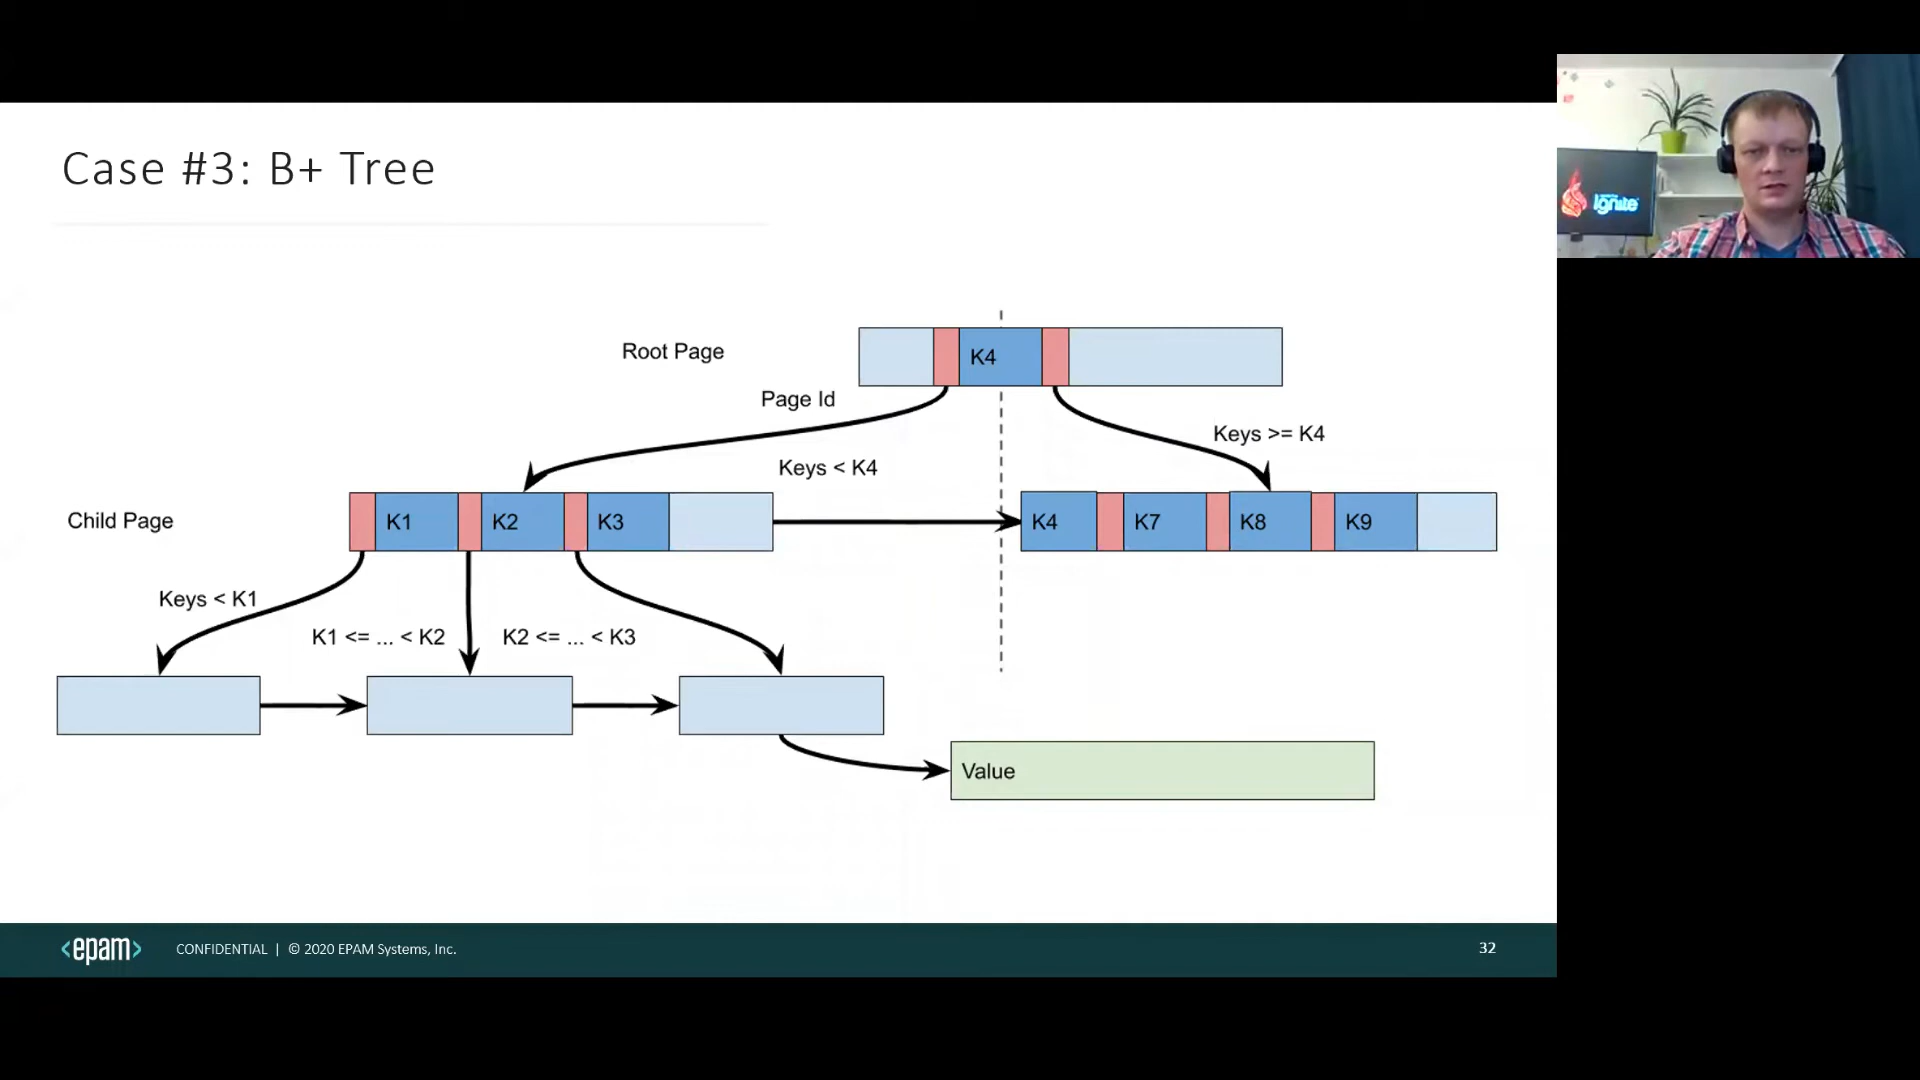 Case #3: B+ Tree
Ignite
Root Page
K4
Page Id
Keys >= K4
Keys < K4
Child Page
K1 K2 K3
K4 K7 K8 K9
Keys < K1
K1 <= ... < K2
K2 <= ... < K3
Value
<epam>
CONFIDENTIAL | © 2020 EPAM Systems, Inc.
32